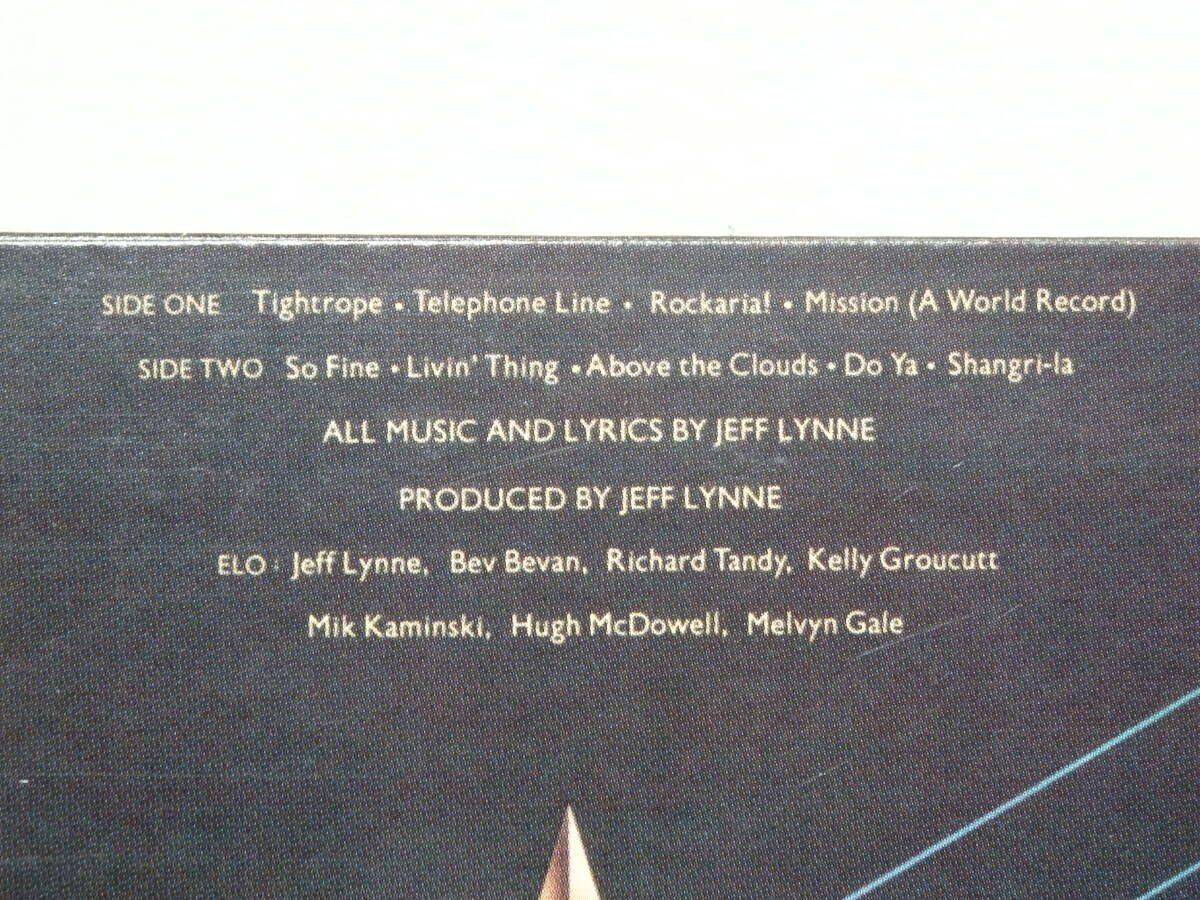 SIDE ONE Tightrope • Telephone Line • Rockaria! • Mission (A World Record)
SIDE TWO So Fine • Livin' Thing • Above the Clouds • Do Ya • Shangri-la
ALL MUSIC AND LYRICS BY JEFF LYNNE
PRODUCED BY JEFF LYNNE
ELO: Jeff Lynne, Bev Bevan, Richard Tandy, Kelly Groucutt
Mik Kaminski, Hugh McDowell, Melvyn Gale